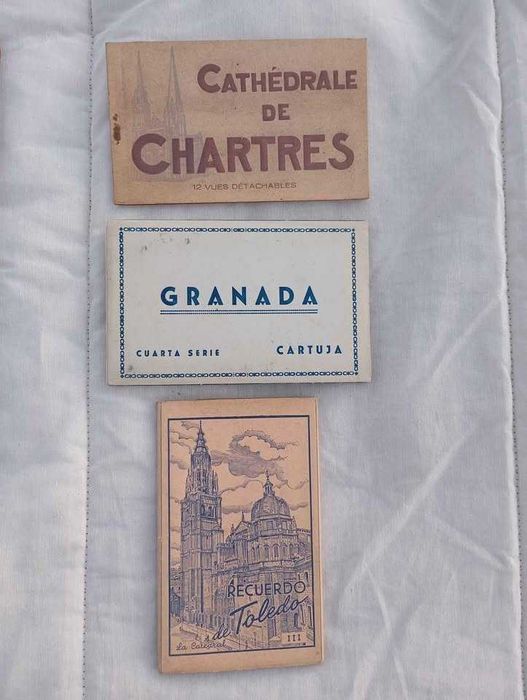 CATHÉDRALE
DE
CHARTRES
12 VUES DÉTACHABLES
GRANADA
CUARTA SERIE CARTUJA
RECUERDO
de Toledo
La Catedral III